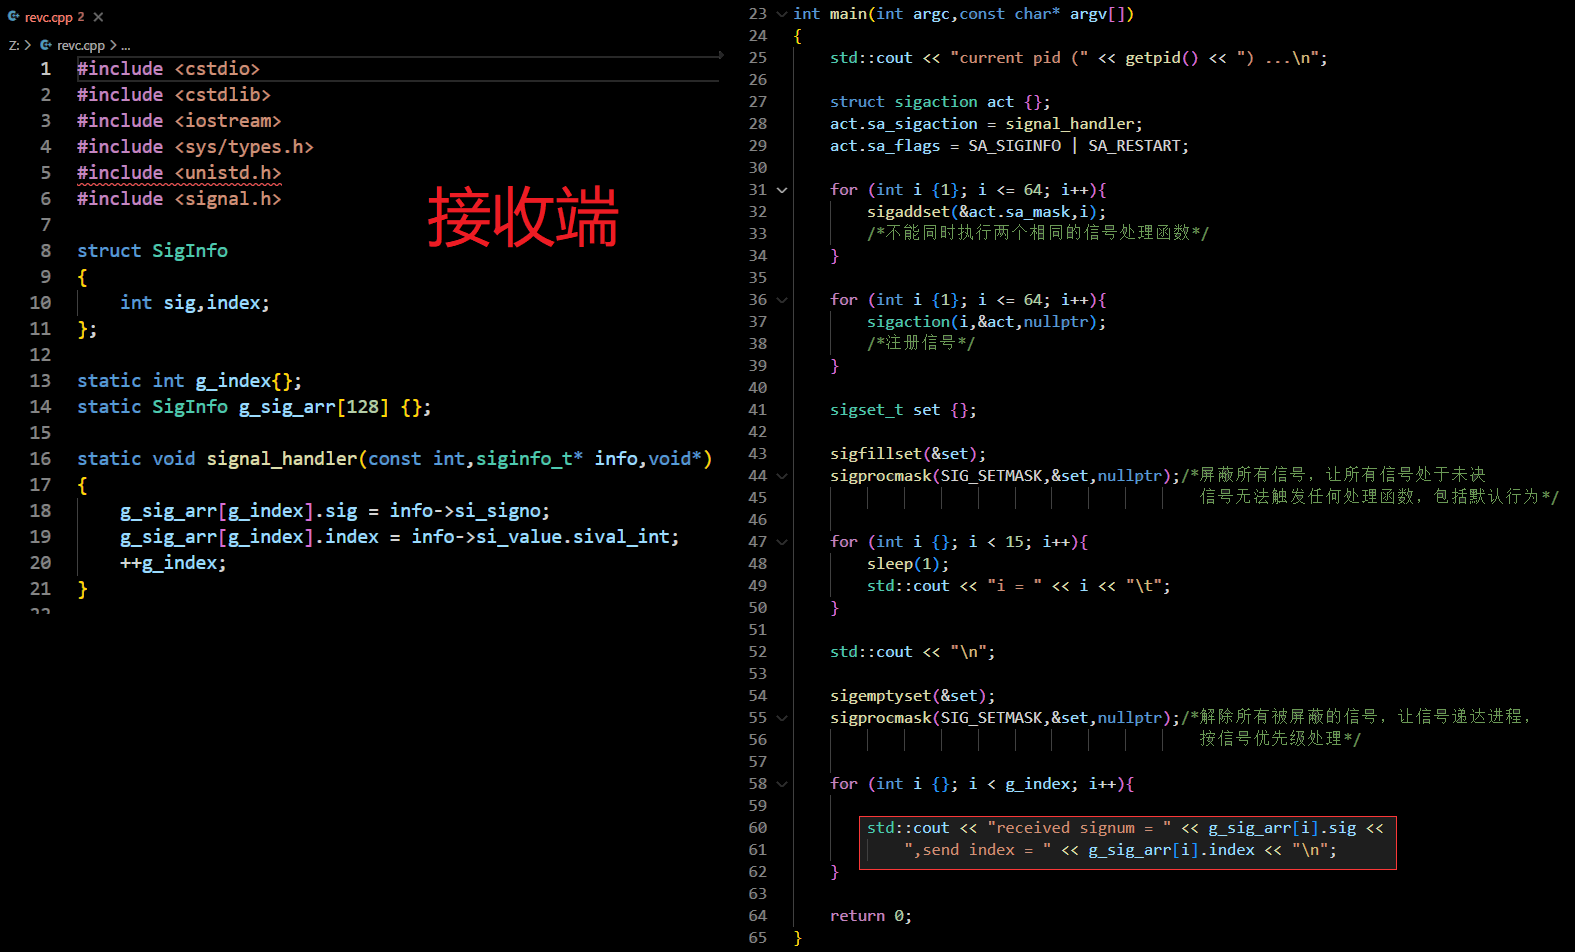 revc.cpp 2 ×
Z: > revc.cpp > ...
1 #include <cstdio>
2 #include <cstdlib>
3 #include <iostream>
4 #include <sys/types.h>
5 #include <unistd.h>
6 #include <signal.h>
7
8 struct SigInfo
9 {
10     int sig,index;
11 };
12
13 static int g_index{};
14 static SigInfo g_sig_arr[128] {};
15
16 static void signal_handler(const int,siginfo_t* info,void*)
17 {
18     g_sig_arr[g_index].sig = info->si_signo;
19     g_sig_arr[g_index].index = info->si_value.sival_int;
20     ++g_index;
21 }
接收端
23 int main(int argc,const char* argv[])
24 {
25     std::cout << "current pid (" << getpid() << ") ...\n";
26
27     struct sigaction act {};
28     act.sa_sigaction = signal_handler;
29     act.sa_flags = SA_SIGINFO | SA_RESTART;
30
31     for (int i {1}; i <= 64; i++){
32         sigaddset(&act.sa_mask,i);
33         /*不能同时执行两个相同的信号处理函数*/
34     }
35
36     for (int i {1}; i <= 64; i++){
37         sigaction(i,&act,nullptr);
38         /*注册信号*/
39     }
40
41     sigset_t set {};
42
43     sigfillset(&set);
44     sigprocmask(SIG_SETMASK,&set,nullptr);/*屏蔽所有信号，让所有信号处于未决
45     信号无法触发任何处理函数，包括默认行为*/
46
47     for (int i {}; i < 15; i++){
48         sleep(1);
49         std::cout << "i = " << i << "\t";
50     }
51
52     std::cout << "\n";
53
54     sigemptyset(&set);
55     sigprocmask(SIG_SETMASK,&set,nullptr);/*解除所有被屏蔽的信号，让信号递达进程，
56     按信号优先级处理*/
57
58     for (int i {}; i < g_index; i++){
59
60         std::cout << "received signum = " << g_sig_arr[i].sig <<
61             ",send index = " << g_sig_arr[i].index << "\n";
62     }
63
64     return 0;
65 }